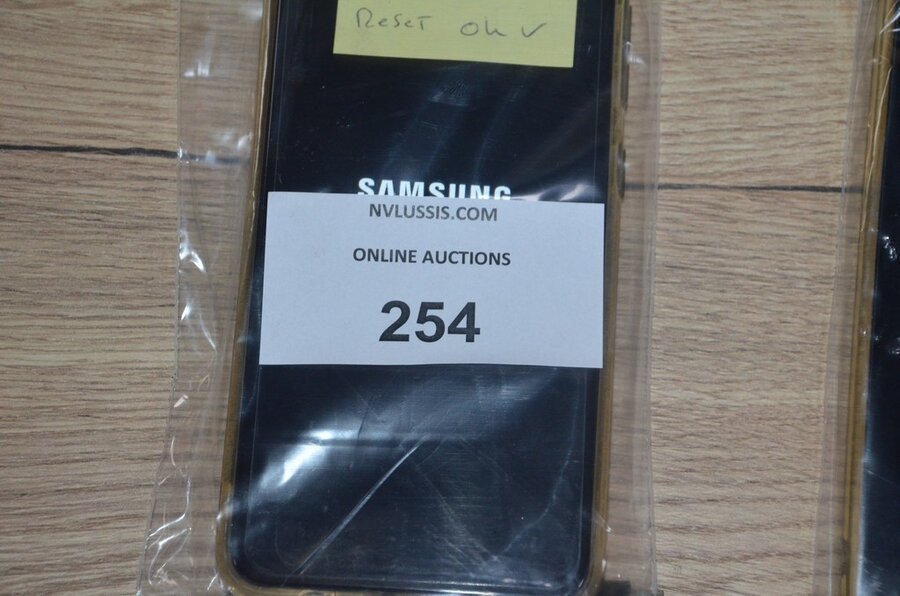 Reset ok ✓
SAMSUNG
NVLUSSIS.COM
ONLINE AUCTIONS
254